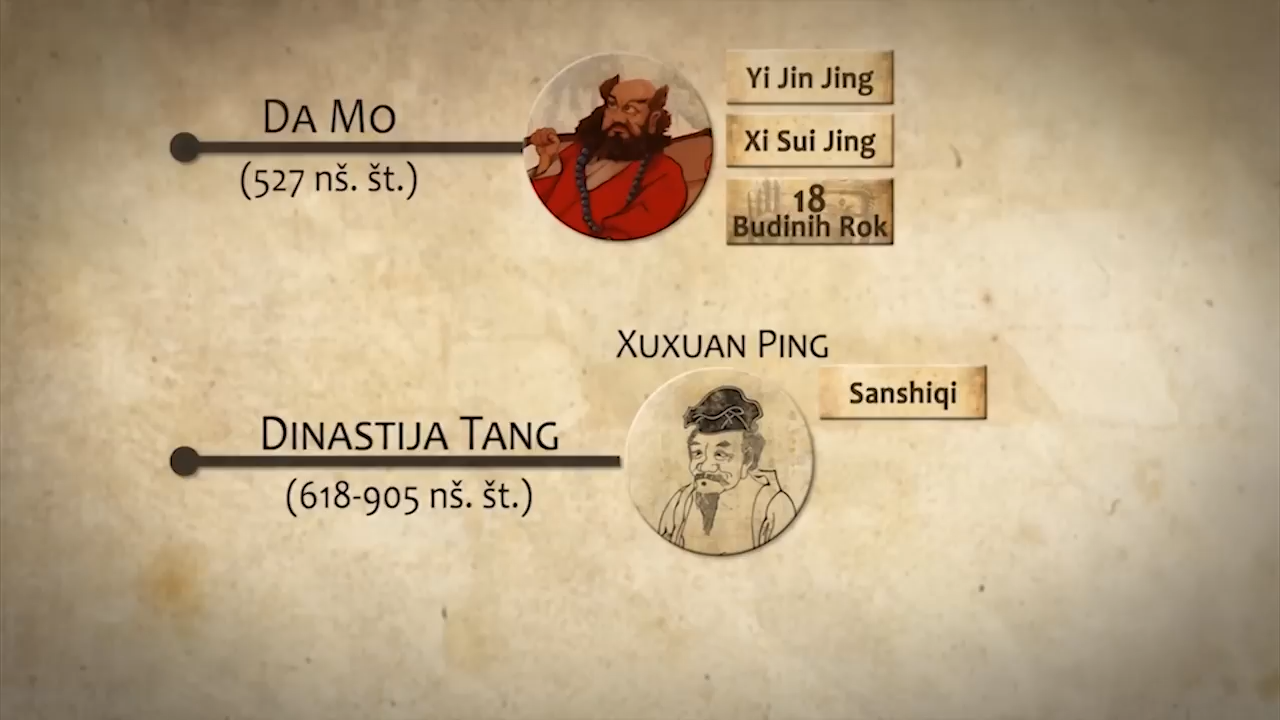 Da Mo
(527 nš. št.)
Yi Jin Jing
Xi Sui Jing
18
Budinih Rok
Xuxuan Ping
Sanshiqi
Dinastija Tang
(618-905 nš. št.)